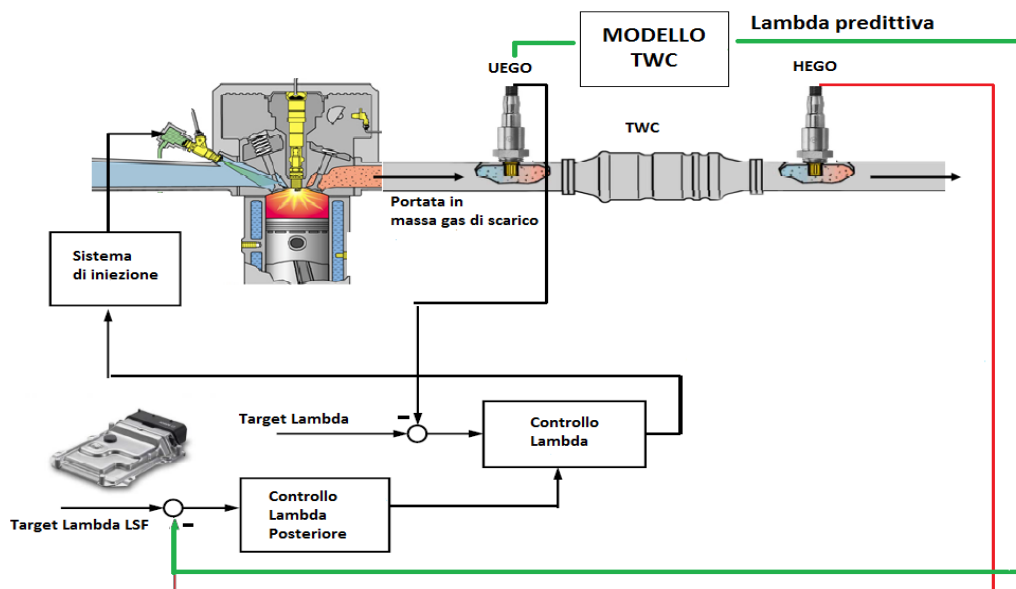 MODELLO
TWC
Lambda predittiva
UEGO
HEGO
TWC
Portata in
massa gas di scarico
Sistema
di iniezione
Target Lambda
-
Controllo
Lambda
Target Lambda LSF
-
Controllo
Lambda
Posteriore